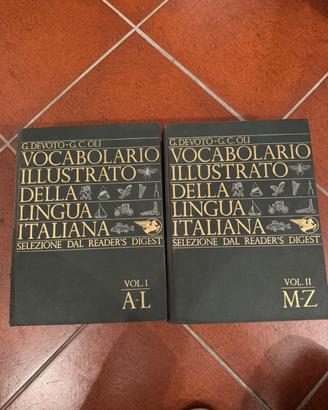 G. DEVOTO - G. C. OLI
VOCABOLARIO
ILLUSTRATO
DELLA
LINGUA
ITALIANA
SELEZIONE DAL READER'S DIGEST
VOL. I
A-L
G. DEVOTO - G. C. OLI
VOCABOLARIO
ILLUSTRATO
DELLA
LINGUA
ITALIANA
SELEZIONE DAL READER'S DIGEST
VOL. II
M-Z